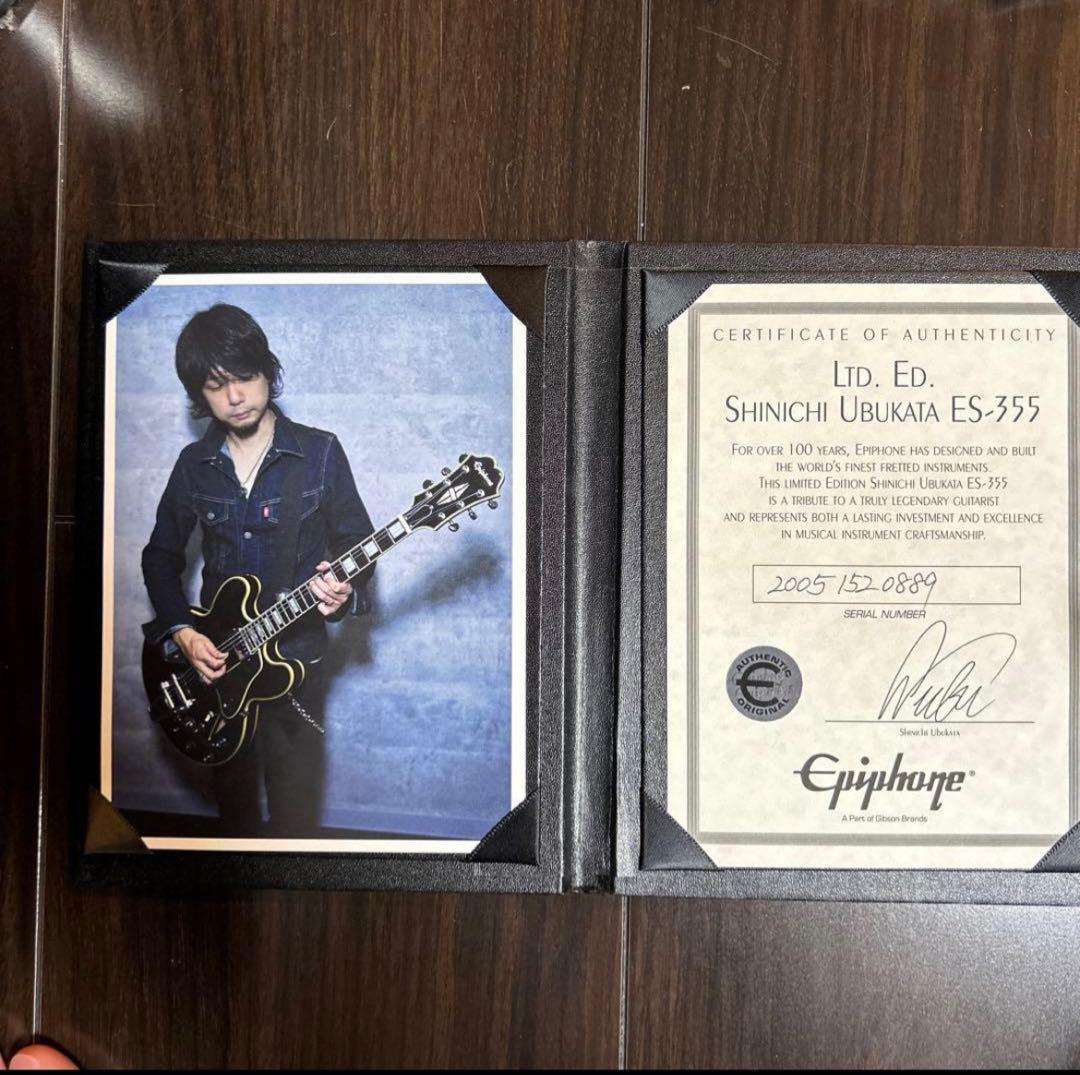 Epiphone
CERTIFICATE OF AUTHENTICITY
LTD. ED.
SHINICHI UBUKATA ES-355
FOR OVER 100 YEARS, EPIPHONE HAS DESIGNED AND BUILT
THE WORLD'S FINEST FRETTED INSTRUMENTS.
THIS LIMITED EDITION SHINICHI UBUKATA ES-355
IS A TRIBUTE TO A TRULY LEGENDARY GUITARIST
AND REPRESENTS BOTH A LASTING INVESTMENT AND EXCELLENCE
IN MUSICAL INSTRUMENT CRAFTSMANSHIP.
20051520889
SERIAL NUMBER
AUTHENTIC
E
ORIGINAL
SHINICHI UBUKATA
Epiphone®
A Part of Gibson Brands